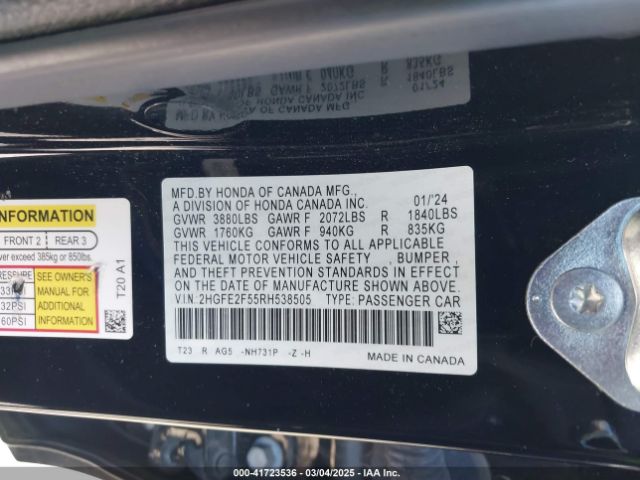 MFD.BY HONDA OF CANADA MFG.,
A DIVISION OF HONDA CANADA INC. 01/'24
GVWR 3880LBS GAWR F 2072LBS R 1840LBS
GVWR 1760KG GAWR F 940KG R 835KG
THIS VEHICLE CONFORMS TO ALL APPLICABLE
FEDERAL MOTOR VEHICLE SAFETY , BUMPER ,
AND THEFT PREVENTION STANDARDS IN EFFECT
ON THE DATE OF MANUFACTURE SHOWN ABOVE.
V.I.N: 2HGFE2F55RH538505 TYPE: PASSENGER CAR
T23 R AG5 -NH731P -Z -H
MADE IN CANADA
INFORMATION
FRONT 2 REAR 3
ver exceed 385kg or 850lbs.
SEE OWNER'S
MANUAL FOR
ADDITIONAL
INFORMATION
32PSI
60PSI
T20 A1
000-41723536 - 03/04/2025 - IAA Inc.